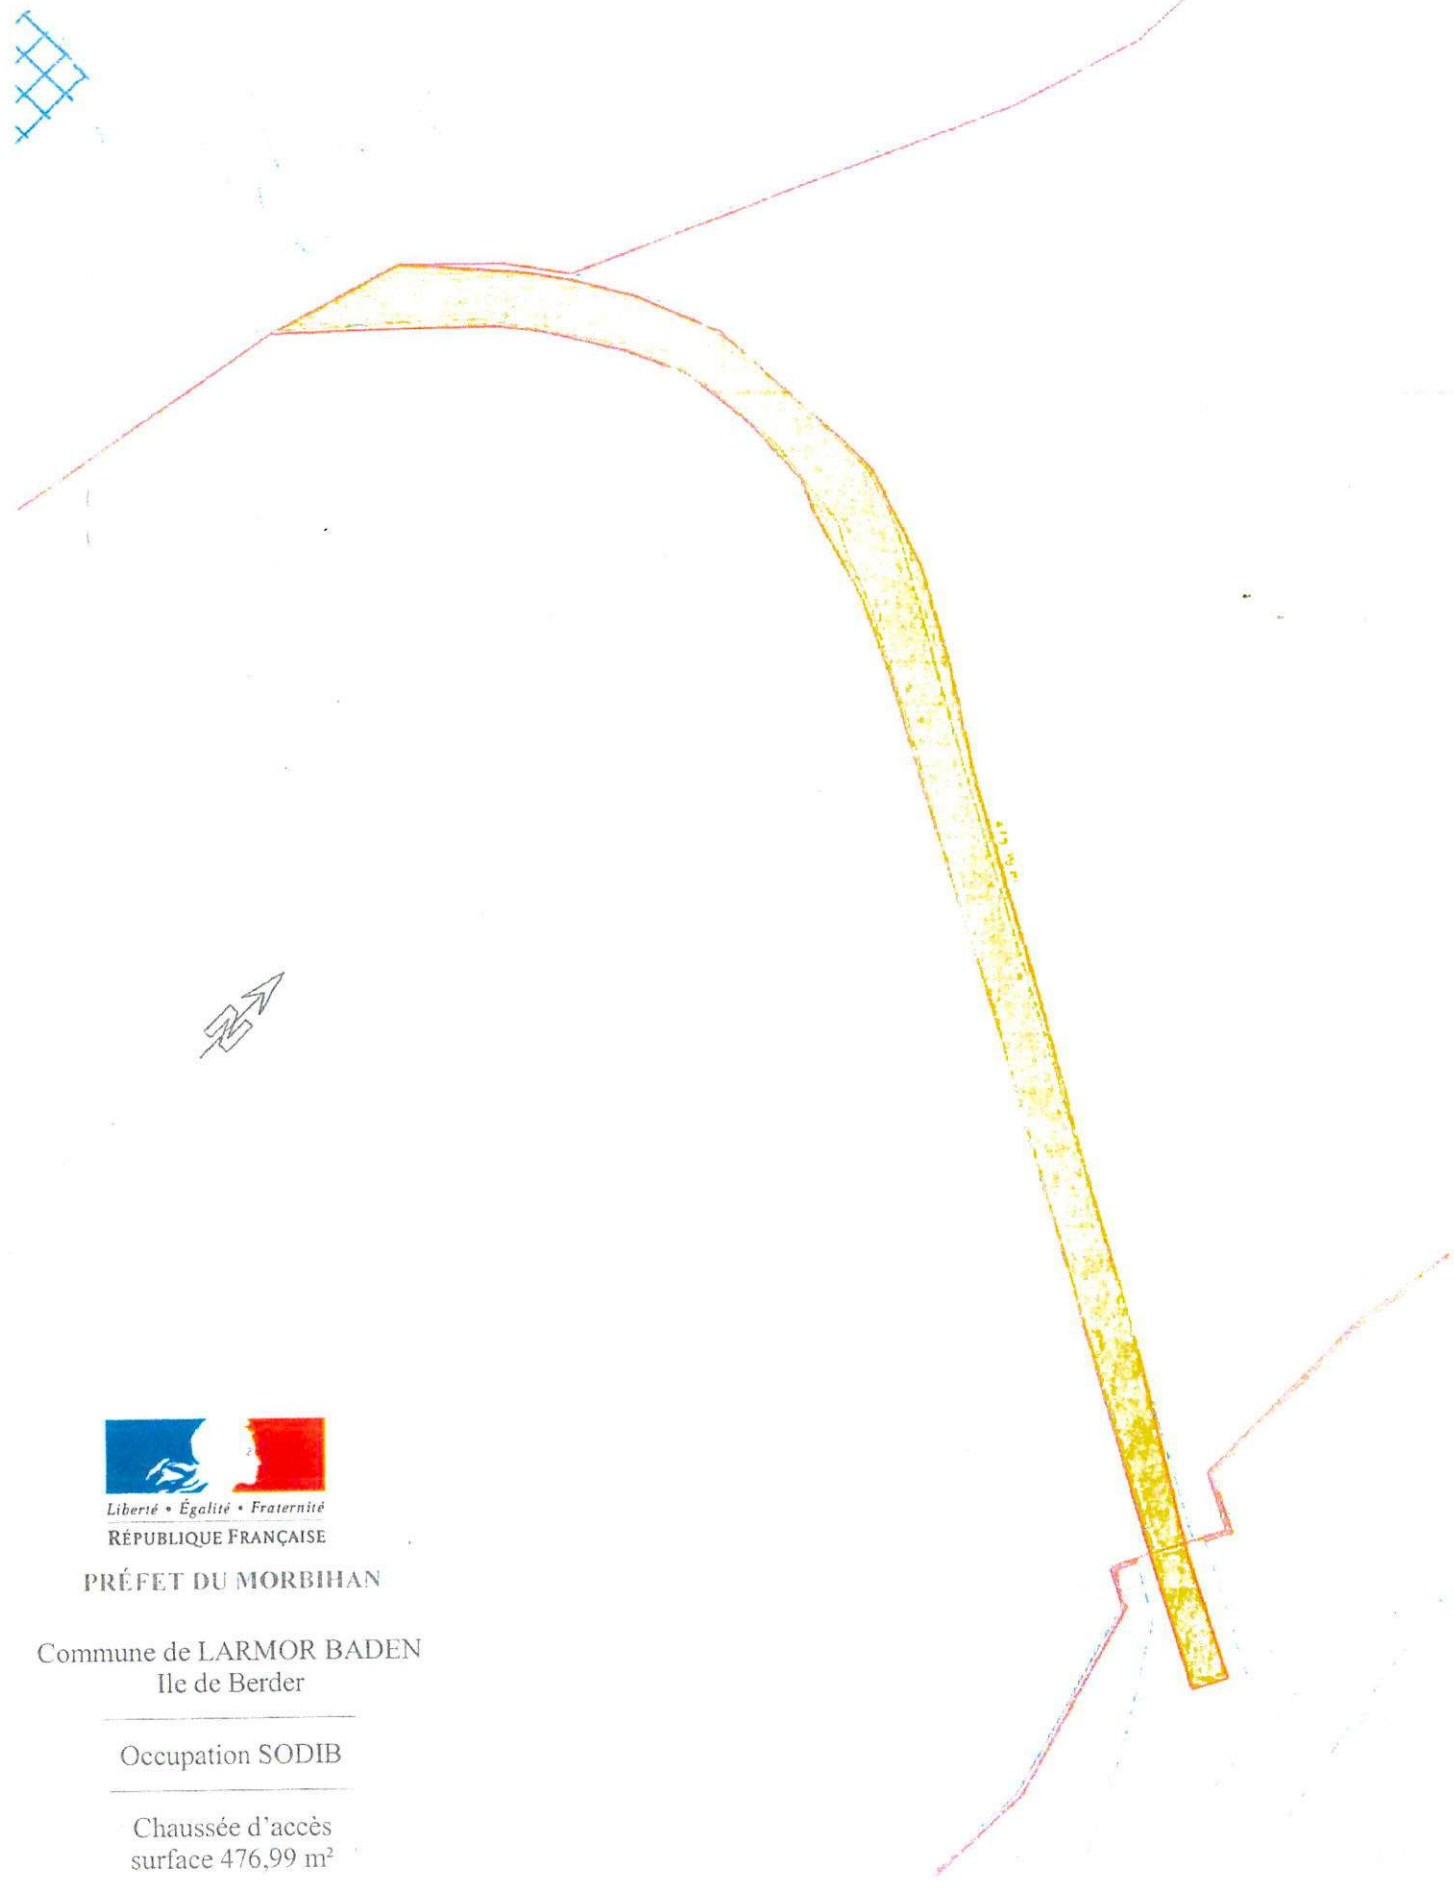 Liberté • Égalité • Fraternité
RÉPUBLIQUE FRANÇAISE
PRÉFET DU MORBIHAN
Commune de LARMOR BADEN
Ile de Berder
Occupation SODIB
Chaussée d'accès
surface 476,99 m²